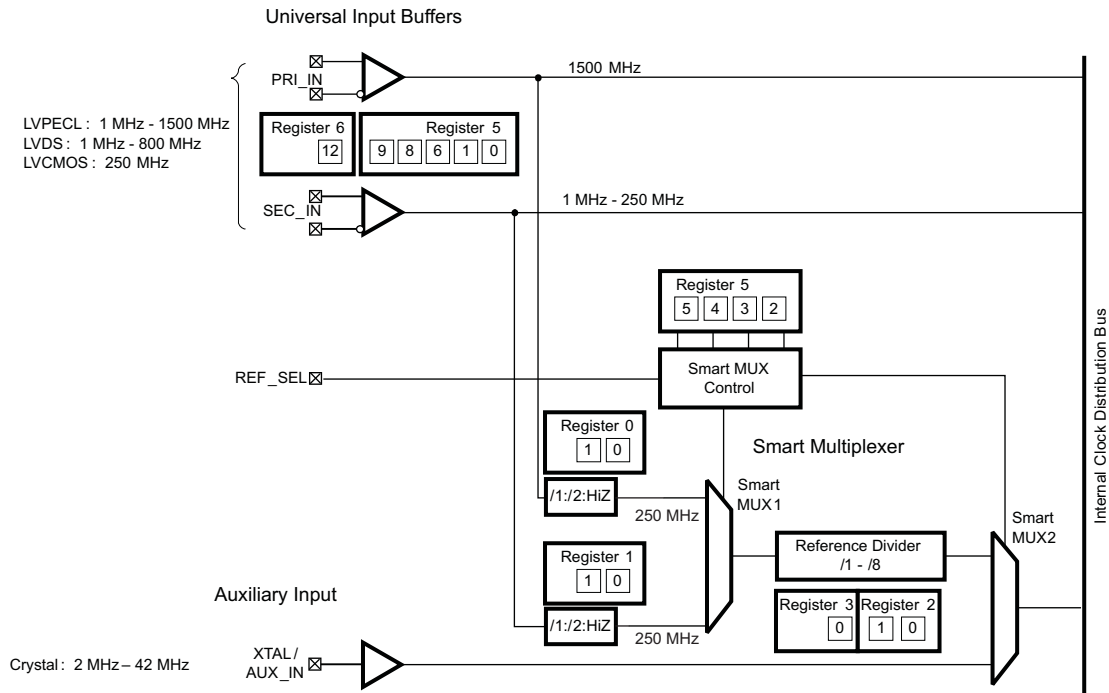 Universal Input Buffers
PRI_IN
1500 MHz
LVPECL : 1 MHz - 1500 MHz
LVDS : 1 MHz - 800 MHz
LVCMOS : 250 MHz
Register 6
12
Register 5
9 8 6 1 0
SEC_IN
1 MHz - 250 MHz
Register 5
5 4 3 2
REF_SEL
Smart MUX
Control
Register 0
1 0
Smart Multiplexer
/1:/2:HiZ
250 MHz
Smart
MUX1
Register 1
1 0
Reference Divider
/1 - /8
Smart
MUX2
Auxiliary Input
/1:/2:HiZ
250 MHz
Register 3
0
Register 2
1 0
Crystal : 2 MHz – 42 MHz
XTAL /
AUX_IN
Internal Clock Distribution Bus